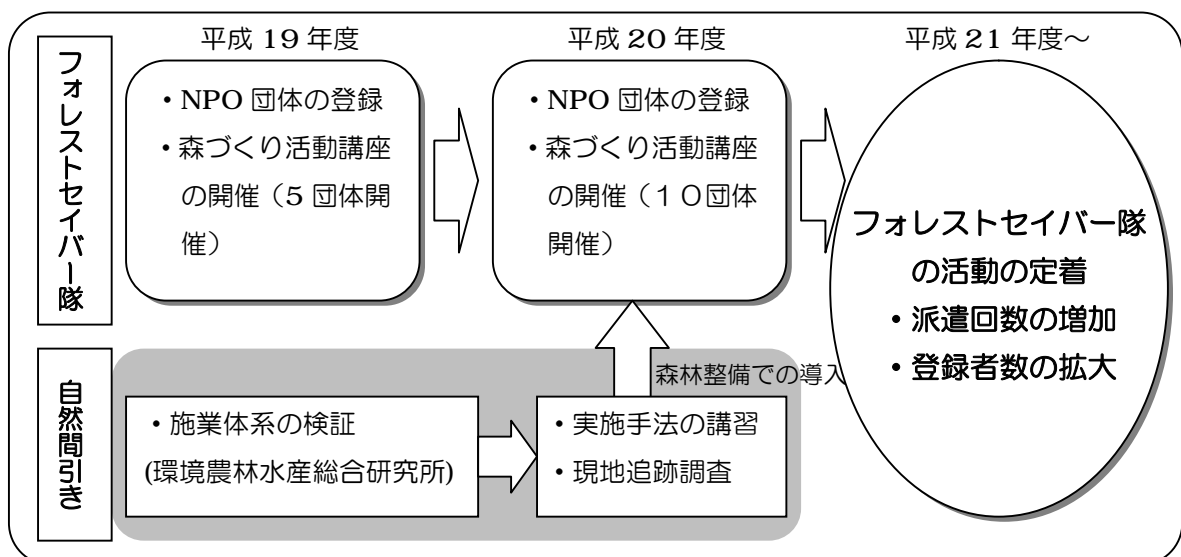 平成 19 年度
平成 20 年度
平成 21 年度～
フォレストセイバー隊
・NPO 団体の登録
・森づくり活動講座
の開催（5 団体開
催）
・NPO 団体の登録
・森づくり活動講座
の開催（１０団体
開催）
フォレストセイバー隊
の活動の定着
・派遣回数の増加
・登録者数の拡大
自然間引き
森林整備での導入
・施業体系の検証
(環境農林水産総合研究所)
・実施手法の講習
・現地追跡調査